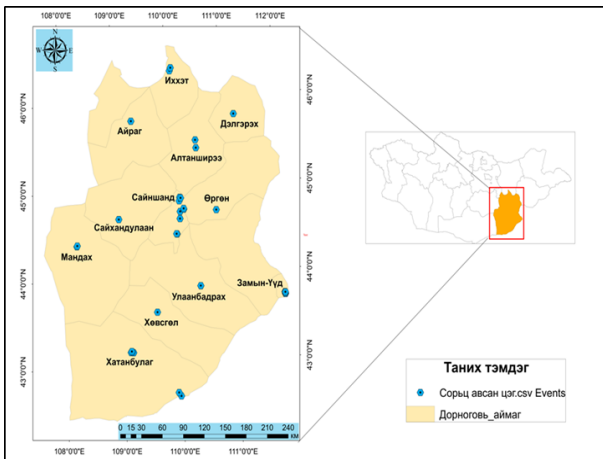 108°0'0"E 109°0'0"E 110°0'0"E 111°0'0"E 112°0'0"E
N
W E
S
46°0'0"N
45°0'0"N
44°0'0"N
43°0'0"N
Иххэт
Дэлгэрэх
Айраг
Алтанширээ
Сайншанд
Өргөн
Сайхандулаан
Мандах
Замын-Үүд
Улаанбадрах
Хөвсгөл
Хатанбулаг
46°0'0"N
45°0'0"N
44°0'0"N
43°0'0"N
0 15 30 60 90 120 150 180 210 240
КМ
108°0'0"E 109°0'0"E 110°0'0"E 111°0'0"E
Таних тэмдэг
Сорьц авсан цэг.csv Events
Дорноговь_аймаг